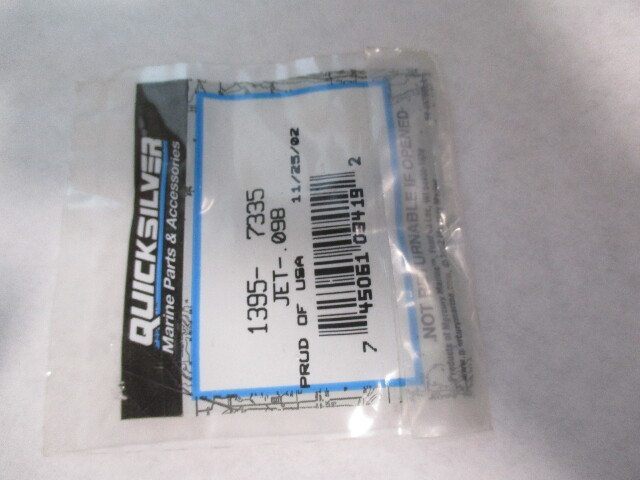 QUICKSILVER
Marine Parts & Accessories
1395- 7335
JET-.098
PRUD OF USA 11/25/02
7 45061 03419 2
NOT RETURNABLE IF OPENED